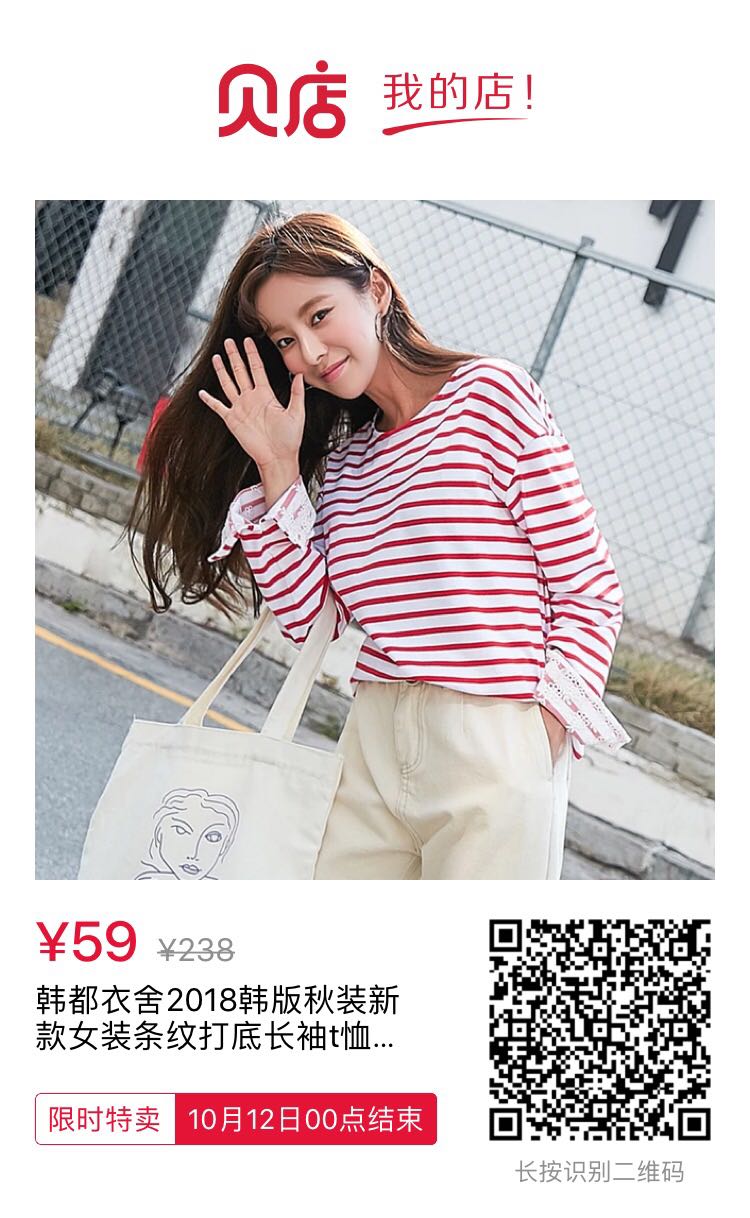 贝店 我的店!
¥59 ¥238
韩都衣舍2018韩版秋装新
款女装条纹打底长袖t恤...
限时特卖 10月12日00点结束
长按识别二维码